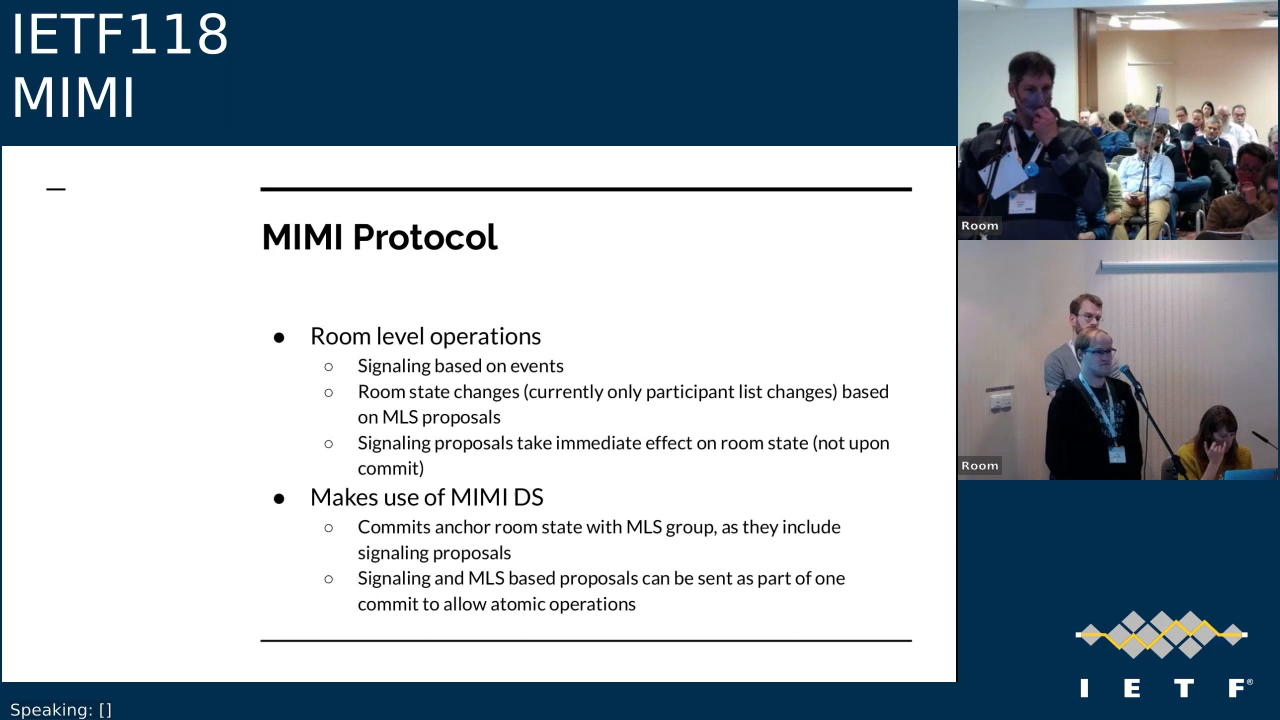 IETF118
MIMI
MIMI Protocol
● Room level operations
○ Signaling based on events
○ Room state changes (currently only participant list changes) based
on MLS proposals
○ Signaling proposals take immediate effect on room state (not upon
commit)
● Makes use of MIMI DS
○ Commits anchor room state with MLS group, as they include
signaling proposals
○ Signaling and MLS based proposals can be sent as part of one
commit to allow atomic operations
Room
Room
I E T F®
Speaking: []